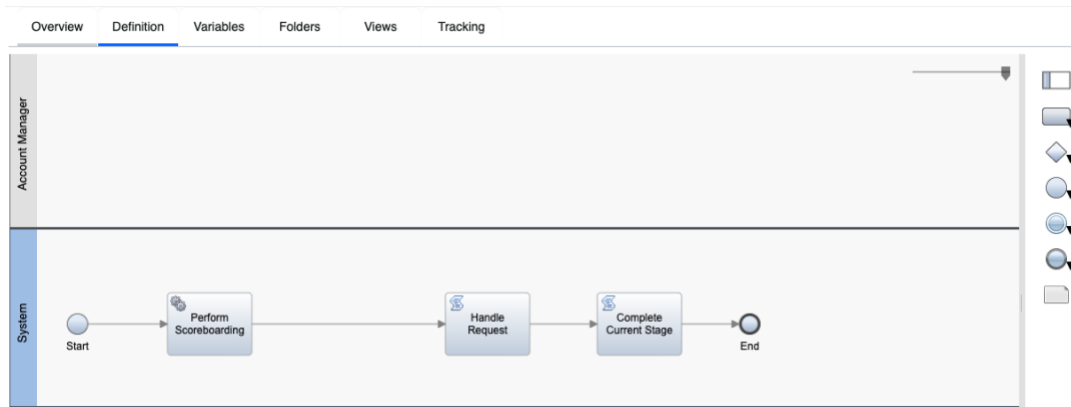 Overview Definition Variables Folders Views Tracking
Account Manager
System
Start
Perform
Scoreboarding
Handle
Request
Complete
Current Stage
End